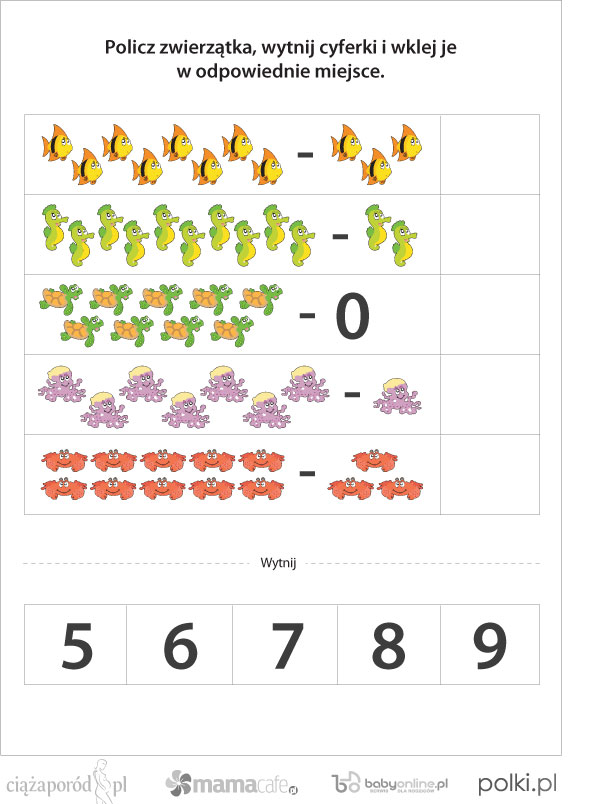 Policz zwierzątka, wytnij cyferki i wklej je
w odpowiednie miejsce.
-
-
- 0
-
-
Wytnij
5 6 7 8 9
ciążaporód.pl mamacafe.pl babyonline.pl polki.pl